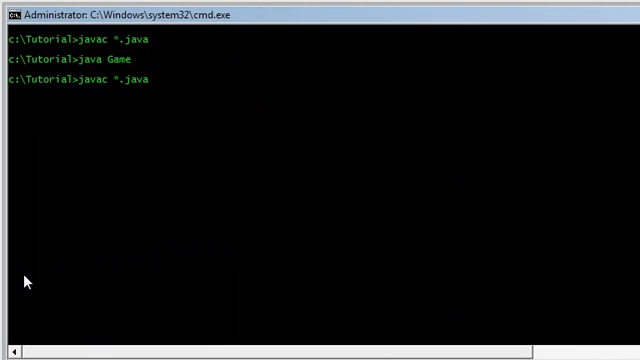 Administrator: C:\Windows\system32\cmd.exe
c:\Tutorial>javac *.java
c:\Tutorial>java Game
c:\Tutorial>javac *.java